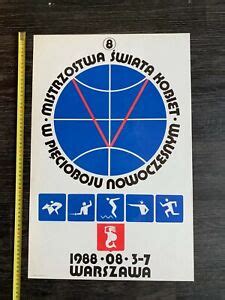 8
MISTRZOSTWA ŚWIATA KOBIET
W PIĘCIOBOJU NOWOCZESNYM
1988 • 08 • 3-7
WARSZAWA